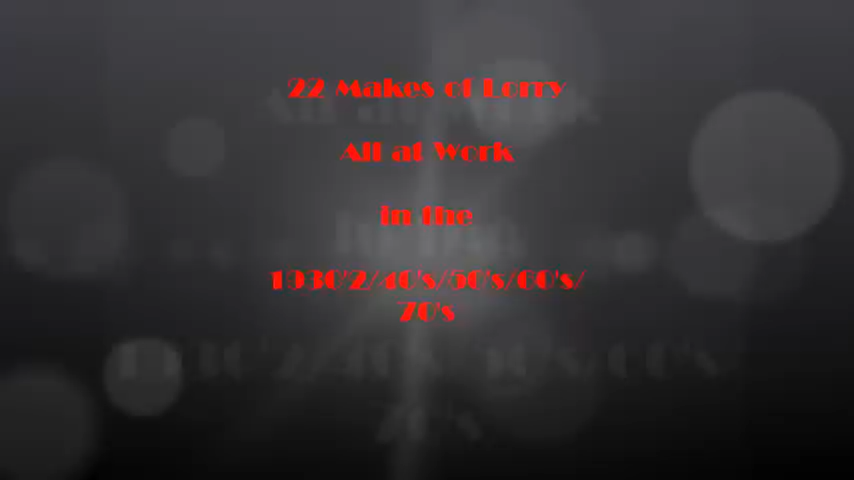 22 Makes of Lorry
All at Work
in the
1930'2/40's/50's/60's/
70's